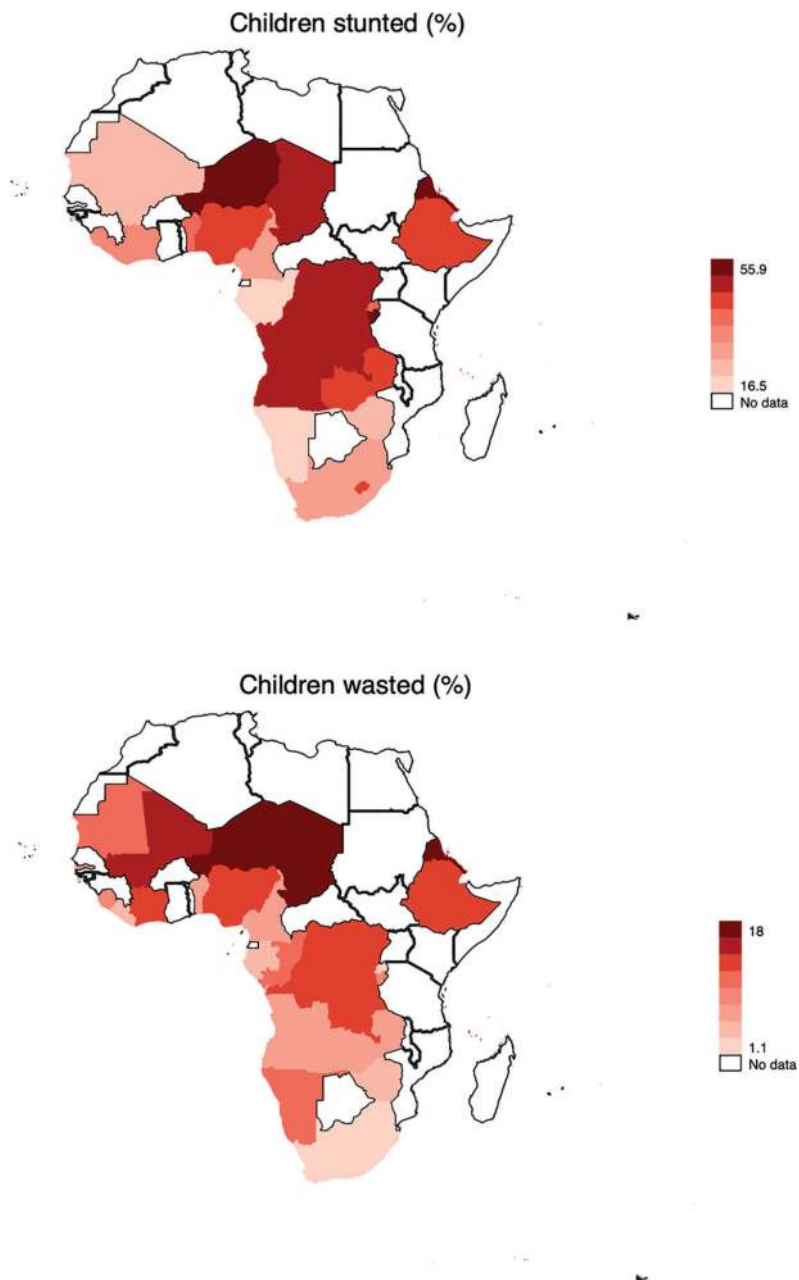 Children stunted (%)
55.9
16.5
No data
Children wasted (%)
18
1.1
No data